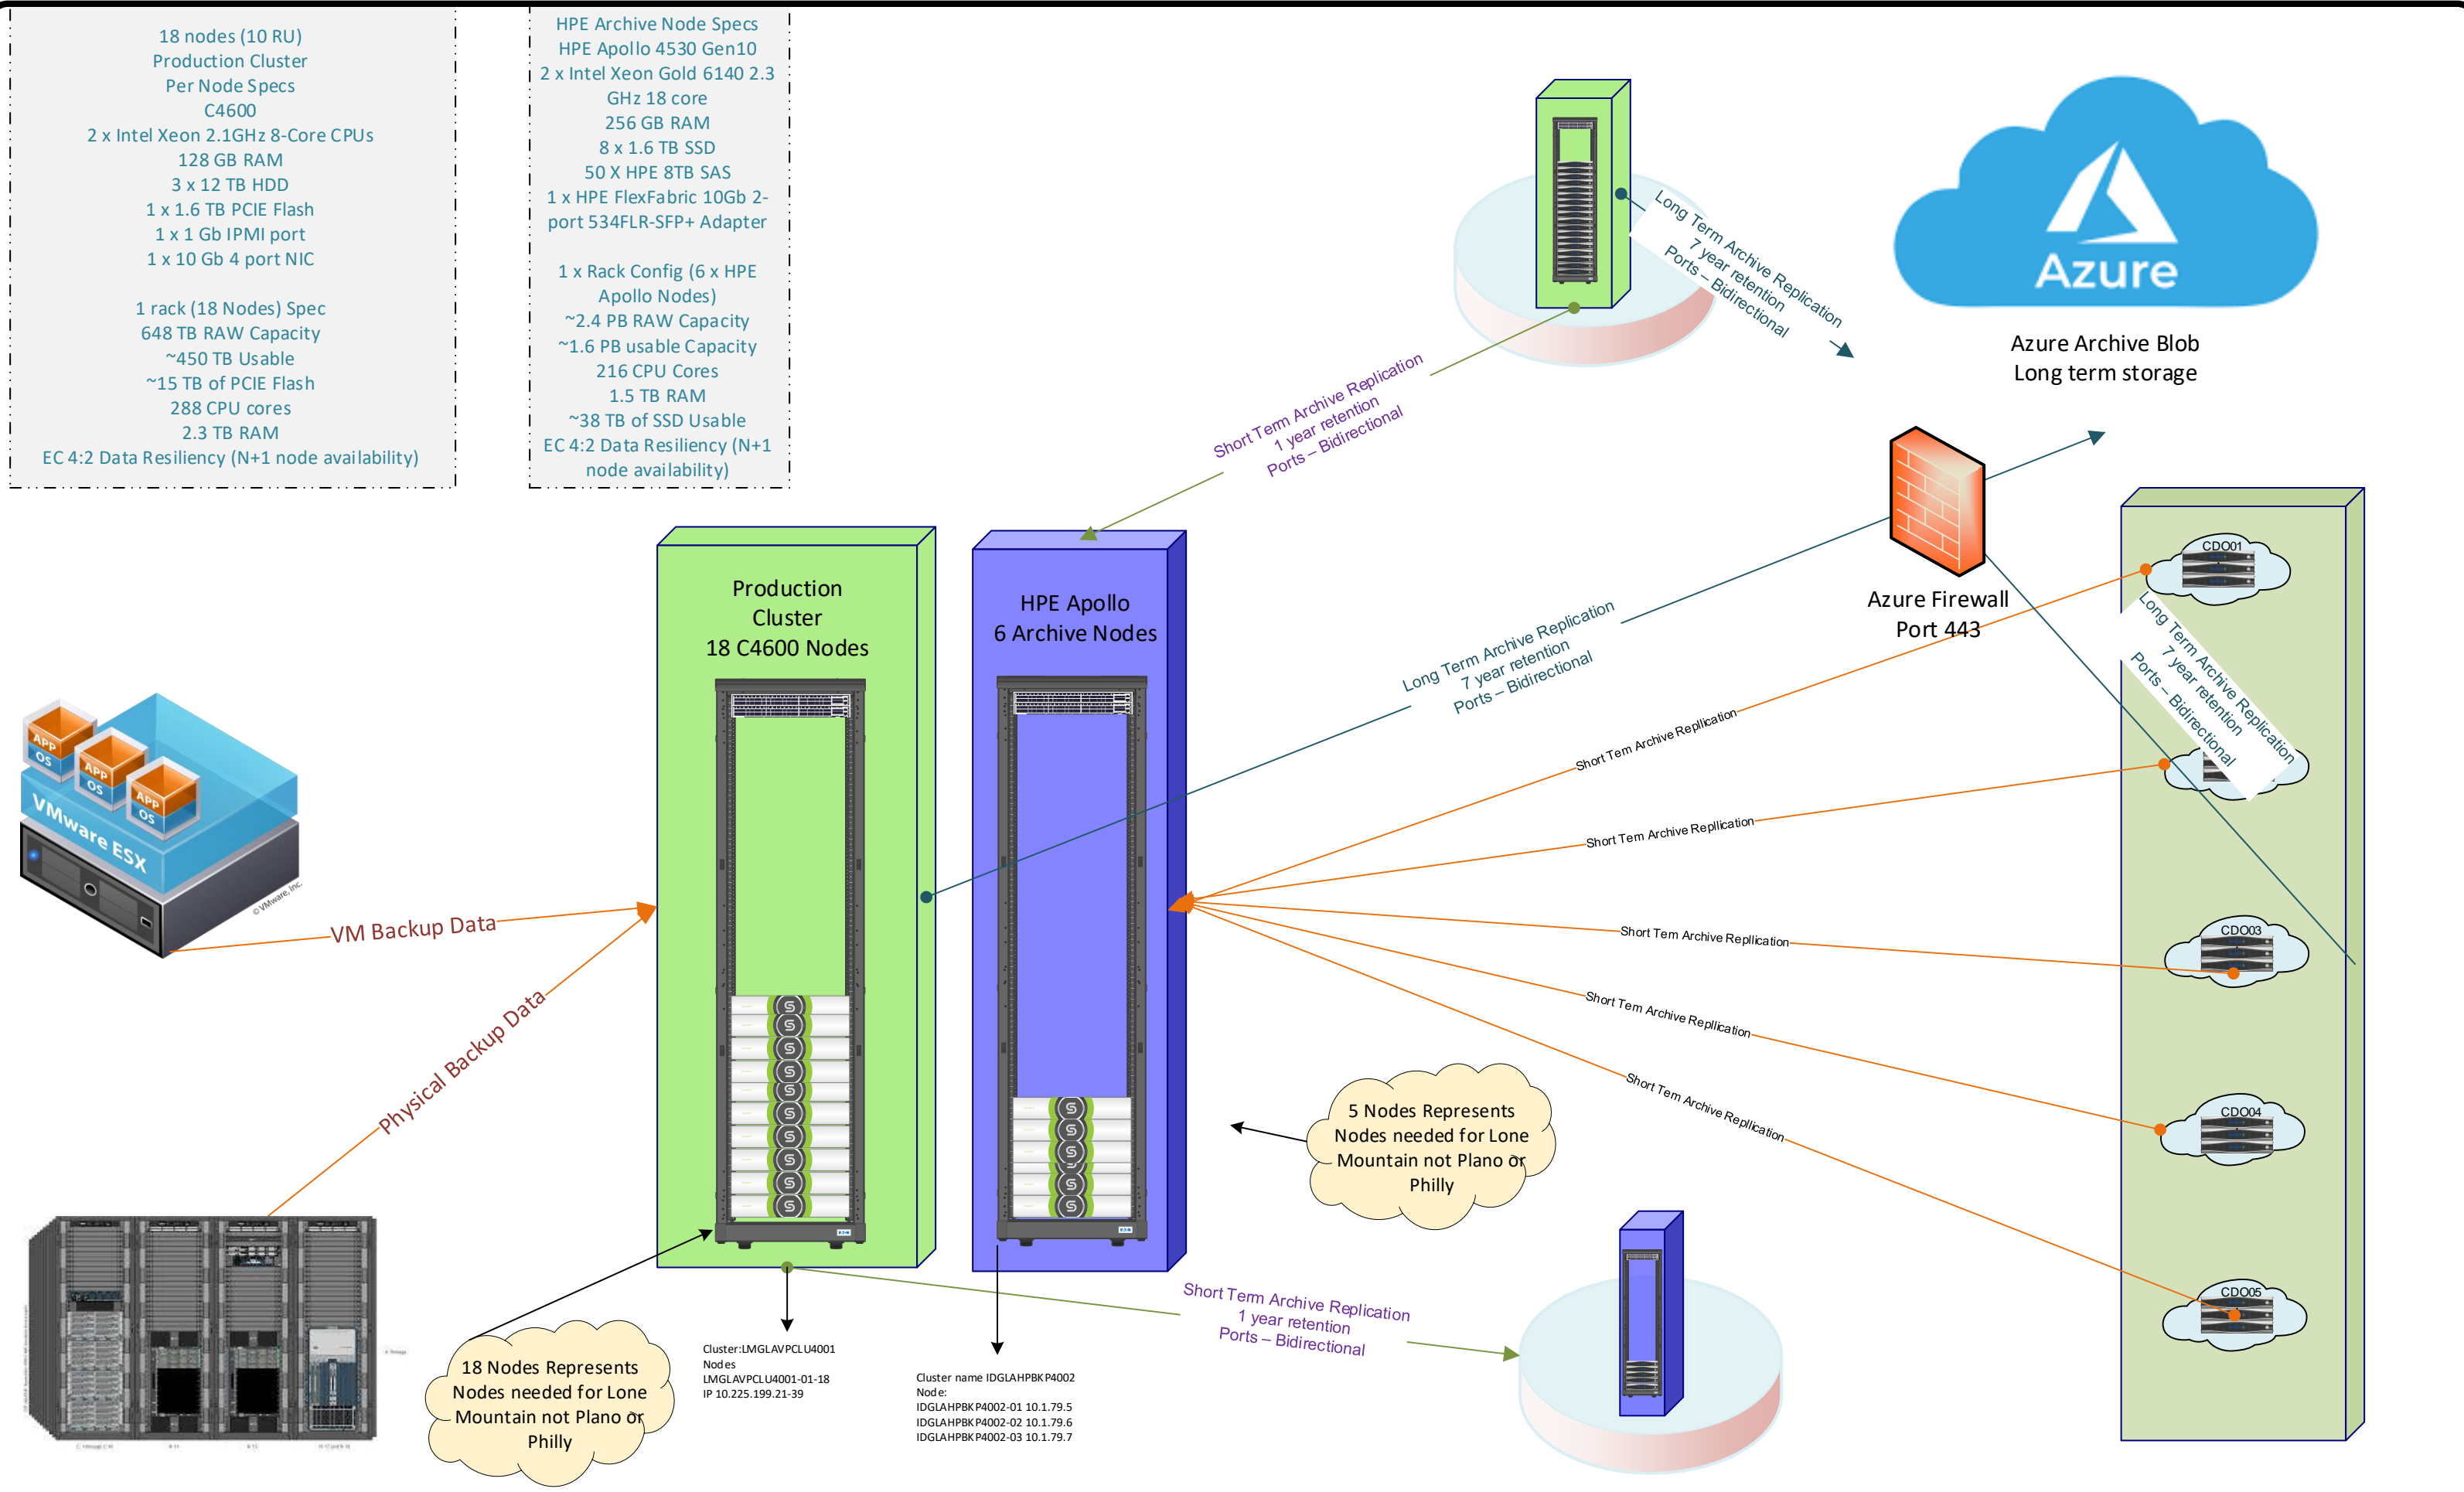 18 nodes (10 RU)
Production Cluster
Per Node Specs
C4600
2 x Intel Xeon 2.1GHz 8-Core CPUs
128 GB RAM
3 x 12 TB HDD
1 x 1.6 TB PCIE Flash
1 x 1 Gb IPMI port
1 x 10 Gb 4 port NIC
1 rack (18 Nodes) Spec
648 TB RAW Capacity
~450 TB Usable
~15 TB of PCIE Flash
288 CPU cores
2.3 TB RAM
EC 4:2 Data Resiliency (N+1 node availability)
HPE Archive Node Specs
HPE Apollo 4530 Gen10
2 x Intel Xeon Gold 6140 2.3
GHz 18 core
256 GB RAM
8 x 1.6 TB SSD
50 X HPE 8TB SAS
1 x HPE FlexFabric 10Gb 2-
port 534FLR-SFP+ Adapter
1 x Rack Config (6 x HPE
Apollo Nodes)
~2.4 PB RAW Capacity
~1.6 PB usable Capacity
216 CPU Cores
1.5 TB RAM
~38 TB of SSD Usable
EC 4:2 Data Resiliency (N+1
node availability)
Long Term Archive Replication
7 year retention
Ports – Bidirectional
Azure
Azure Archive Blob
Long term storage
Short Term Archive Replication
1 year retention
Ports – Bidirectional
Azure Firewall
Port 443
Production
Cluster
18 C4600 Nodes
HPE Apollo
6 Archive Nodes
Long Term Archive Replication
7 year retention
Ports – Bidirectional
CDO01
Long Term Archive Replication
7 year retention
Ports – Bidirectional
CDO03
CDO04
CDO05
Short Tem Archive Repllication
Short Tem Archive Repllication
Short Tem Archive Repllication
Short Tem Archive Repllication
Short Tem Archive Repllication
APP
OS
APP
OS
APP
OS
VMware ESX
© VMware, Inc.
VM Backup Data
Physical Backup Data
5 Nodes Represents
Nodes needed for Lone
Mountain not Plano or
Philly
18 Nodes Represents
Nodes needed for Lone
Mountain not Plano or
Philly
Short Term Archive Replication
1 year retention
Ports – Bidirectional
Cluster:LMGLAVPCLU4001
Nodes
LMGLAVPCLU4001-01-18
IP 10.225.199.21-39
Cluster name IDGLAHPBKP4002
Node:
IDGLAHPBKP4002-01 10.1.79.5
IDGLAHPBKP4002-02 10.1.79.6
IDGLAHPBKP4002-03 10.1.79.7